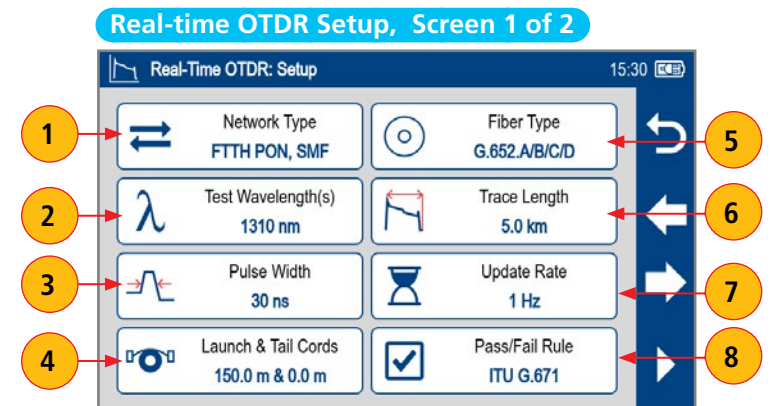 Real-time OTDR Setup, Screen 1 of 2
Real-Time OTDR: Setup 15:30
1 Network Type Fiber Type 5
FTTH PON, SMF G.652.A/B/C/D
2 λ Test Wavelength(s) Trace Length 6
1310 nm 5.0 km
3 Pulse Width Update Rate 7
30 ns 1 Hz
4 Launch & Tail Cords Pass/Fail Rule 8
150.0 m & 0.0 m ITU G.671